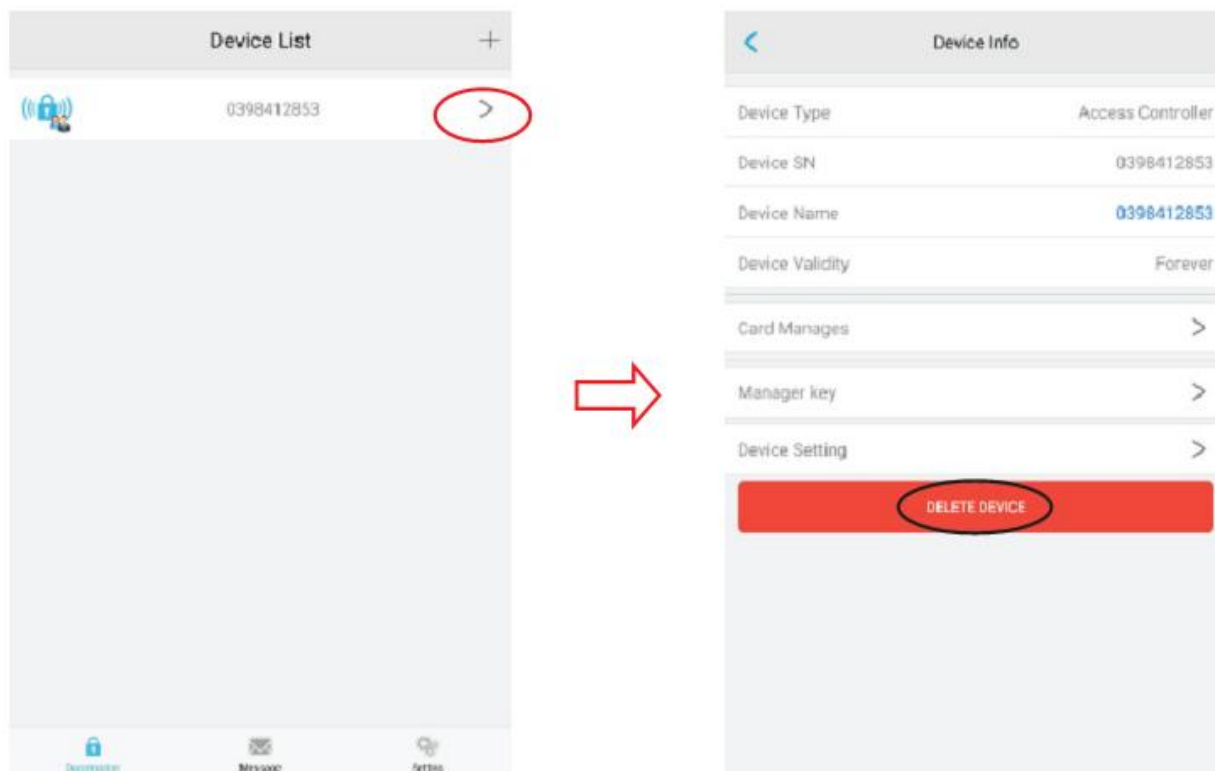 Device List
+
0398412853
>
Message
Setting
<
Device Info
Device Type Access Controller
Device SN 0398412853
Device Name 0398412853
Device Validity Forever
Card Manages >
Manager key >
Device Setting >
DELETE DEVICE